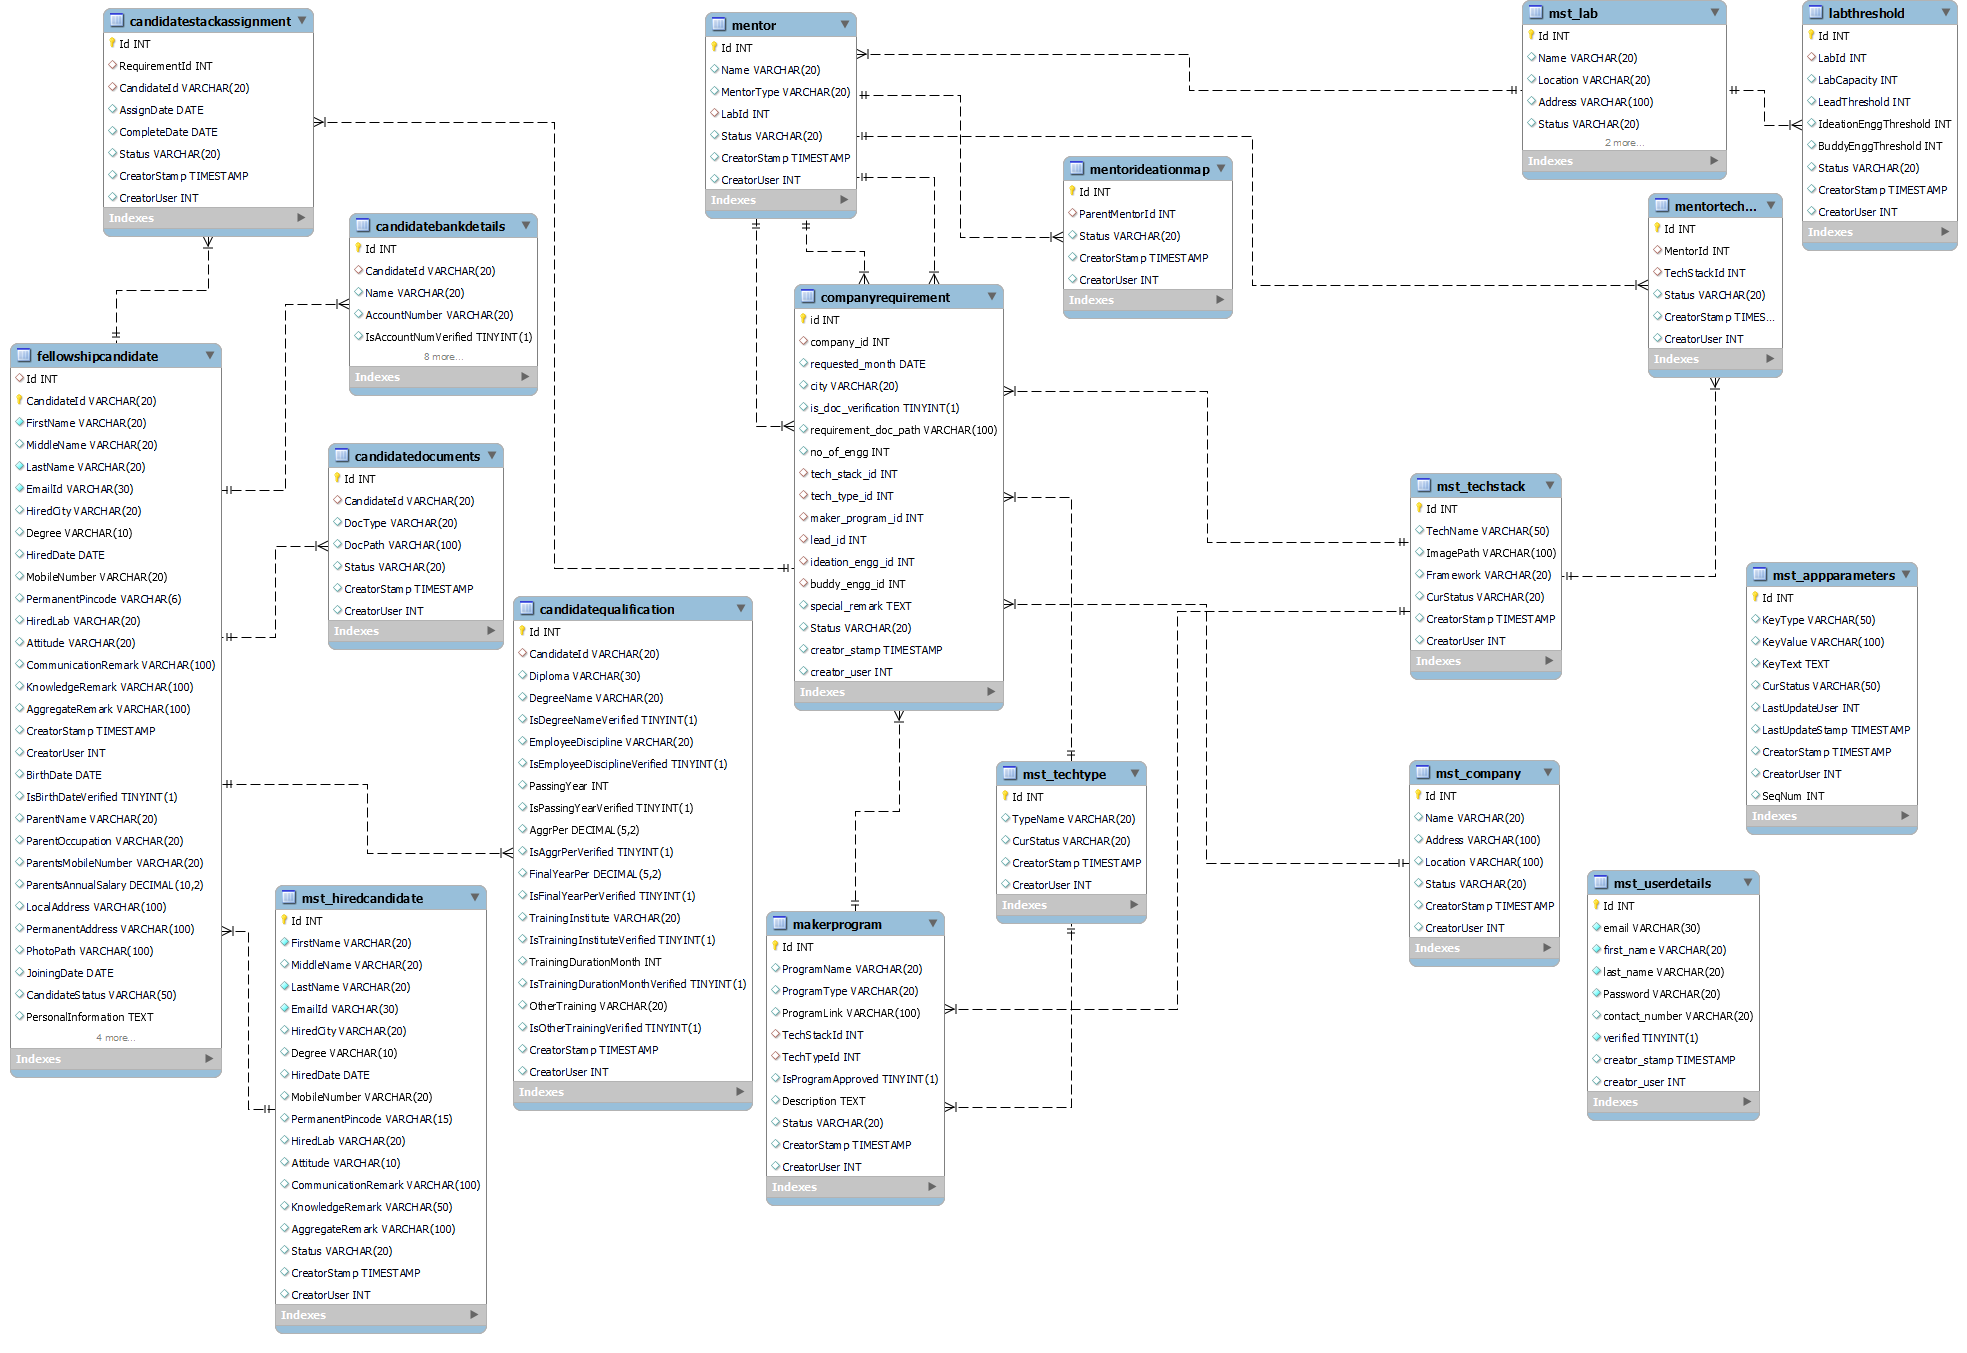 candidatestackassignment
Id INT
RequirementId INT
CandidateId VARCHAR(20)
AssignDate DATE
CompleteDate DATE
Status VARCHAR(20)
CreatorStamp TIMESTAMP
CreatorUser INT
Indexes
mentor
Id INT
Name VARCHAR(20)
MentorType VARCHAR(20)
LabId INT
Status VARCHAR(20)
CreatorStamp TIMESTAMP
CreatorUser INT
Indexes
mst_lab
Id INT
Name VARCHAR(20)
Location VARCHAR(20)
Address VARCHAR(100)
Status VARCHAR(20)
2 more...
Indexes
labthreshold
Id INT
LabId INT
LabCapacity INT
LeadThreshold INT
IdeationEnggThreshold INT
BuddyEnggThreshold INT
Status VARCHAR(20)
CreatorStamp TIMESTAMP
CreatorUser INT
Indexes
mentorideationmap
Id INT
ParentMentorId INT
Status VARCHAR(20)
CreatorStamp TIMESTAMP
CreatorUser INT
Indexes
mentortech...
Id INT
MentorId INT
TechStackId INT
Status VARCHAR(20)
CreatorStamp TIMES...
CreatorUser INT
Indexes
candidatebankdetails
Id INT
CandidateId VARCHAR(20)
Name VARCHAR(20)
AccountNumber VARCHAR(20)
IsAccountNumVerified TINYINT(1)
8 more...
Indexes
companyrequirement
id INT
company_id INT
requested_month DATE
city VARCHAR(20)
is_doc_verification TINYINT(1)
requirement_doc_path VARCHAR(100)
no_of_engg INT
tech_stack_id INT
tech_type_id INT
maker_program_id INT
lead_id INT
ideation_engg_id INT
buddy_engg_id INT
special_remark TEXT
Status VARCHAR(20)
creator_stamp TIMESTAMP
creator_user INT
Indexes
fellowshipcandidate
Id INT
CandidateId VARCHAR(20)
FirstName VARCHAR(20)
MiddleName VARCHAR(20)
LastName VARCHAR(20)
EmailId VARCHAR(30)
HiredCity VARCHAR(20)
Degree VARCHAR(10)
HiredDate DATE
MobileNumber VARCHAR(20)
PermanentPincode VARCHAR(6)
HiredLab VARCHAR(20)
Attitude VARCHAR(20)
CommunicationRemark VARCHAR(100)
KnowledgeRemark VARCHAR(100)
AggregateRemark VARCHAR(100)
CreatorStamp TIMESTAMP
CreatorUser INT
BirthDate DATE
IsBirthDateVerified TINYINT(1)
ParentName VARCHAR(20)
ParentOccupation VARCHAR(20)
ParentsMobileNumber VARCHAR(20)
ParentsAnnualSalary DECIMAL(10,2)
LocalAddress VARCHAR(100)
PermanentAddress VARCHAR(100)
PhotoPath VARCHAR(100)
JoiningDate DATE
CandidateStatus VARCHAR(50)
PersonalInformation TEXT
4 more...
Indexes
candidatedocuments
Id INT
CandidateId VARCHAR(20)
DocType VARCHAR(20)
DocPath VARCHAR(100)
Status VARCHAR(20)
CreatorStamp TIMESTAMP
CreatorUser INT
Indexes
candidatequalification
Id INT
CandidateId VARCHAR(20)
Diploma VARCHAR(30)
DegreeName VARCHAR(20)
IsDegreeNameVerified TINYINT(1)
EmployeeDiscipline VARCHAR(20)
IsEmployeeDisciplineVerified TINYINT(1)
PassingYear INT
IsPassingYearVerified TINYINT(1)
AggrPer DECIMAL(5,2)
IsAggrPerVerified TINYINT(1)
FinalYearPer DECIMAL(5,2)
IsFinalYearPerVerified TINYINT(1)
TrainingInstitute VARCHAR(20)
IsTrainingInstituteVerified TINYINT(1)
TrainingDurationMonth INT
IsTrainingDurationMonthVerified TINYINT(1)
OtherTraining VARCHAR(20)
IsOtherTrainingVerified TINYINT(1)
CreatorStamp TIMESTAMP
CreatorUser INT
Indexes
mst_techstack
Id INT
TechName VARCHAR(50)
ImagePath VARCHAR(100)
Framework VARCHAR(20)
CurStatus VARCHAR(20)
CreatorStamp TIMESTAMP
CreatorUser INT
Indexes
mst_appparameters
Id INT
KeyType VARCHAR(50)
KeyValue VARCHAR(100)
KeyText TEXT
CurStatus VARCHAR(50)
LastUpdateUser INT
LastUpdateStamp TIMESTAMP
CreatorStamp TIMESTAMP
CreatorUser INT
SeqNum INT
Indexes
mst_techtype
Id INT
TypeName VARCHAR(20)
CurStatus VARCHAR(20)
CreatorStamp TIMESTAMP
CreatorUser INT
Indexes
mst_company
Id INT
Name VARCHAR(20)
Address VARCHAR(100)
Location VARCHAR(100)
Status VARCHAR(20)
CreatorStamp TIMESTAMP
CreatorUser INT
Indexes
mst_userdetails
Id INT
email VARCHAR(30)
first_name VARCHAR(20)
last_name VARCHAR(20)
Password VARCHAR(20)
contact_number VARCHAR(20)
verified TINYINT(1)
creator_stamp TIMESTAMP
creator_user INT
Indexes
mst_hiredcandidate
Id INT
FirstName VARCHAR(20)
MiddleName VARCHAR(20)
LastName VARCHAR(20)
EmailId VARCHAR(30)
HiredCity VARCHAR(20)
Degree VARCHAR(10)
HiredDate DATE
MobileNumber VARCHAR(20)
PermanentPincode VARCHAR(15)
HiredLab VARCHAR(20)
Attitude VARCHAR(10)
CommunicationRemark VARCHAR(100)
KnowledgeRemark VARCHAR(50)
AggregateRemark VARCHAR(100)
Status VARCHAR(20)
CreatorStamp TIMESTAMP
CreatorUser INT
Indexes
makerprogram
Id INT
ProgramName VARCHAR(20)
ProgramType VARCHAR(20)
ProgramLink VARCHAR(100)
TechStackId INT
TechTypeId INT
IsProgramApproved TINYINT(1)
Description TEXT
Status VARCHAR(20)
CreatorStamp TIMESTAMP
CreatorUser INT
Indexes